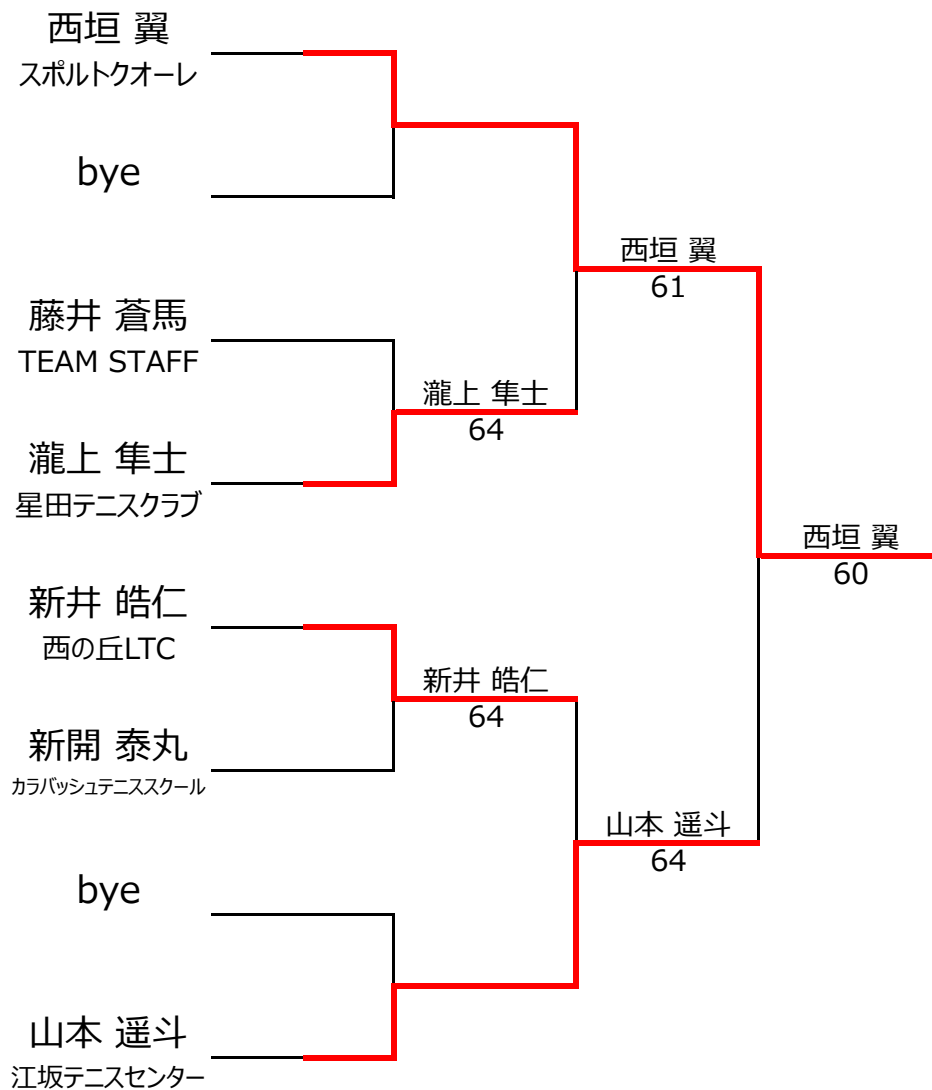 西垣 翼
スポルトクオーレ
bye
藤井 蒼馬
TEAM STAFF
瀧上 隼士
星田テニスクラブ
新井 皓仁
西の丘LTC
新開 泰丸
カラバッシュテニススクール
bye
山本 遥斗
江坂テニスセンター
瀧上 隼士
64
新井 皓仁
64
西垣 翼
61
山本 遥斗
64
西垣 翼
60